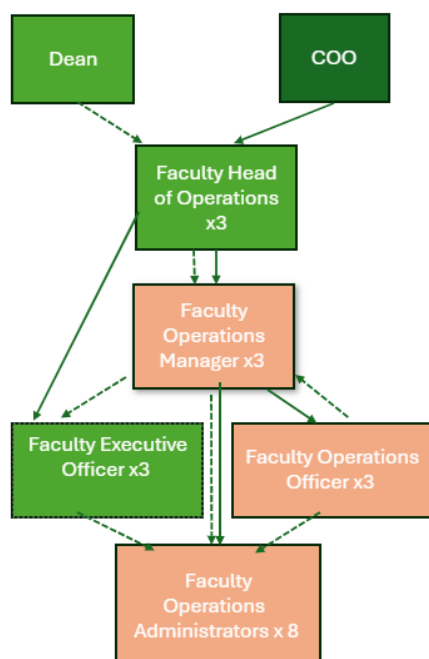 Dean
COO
Faculty Head
of Operations
x3
Faculty
Operations
Manager x3
Faculty Executive
Officer x3
Faculty Operations
Officer x3
Faculty
Operations
Administrators x 8